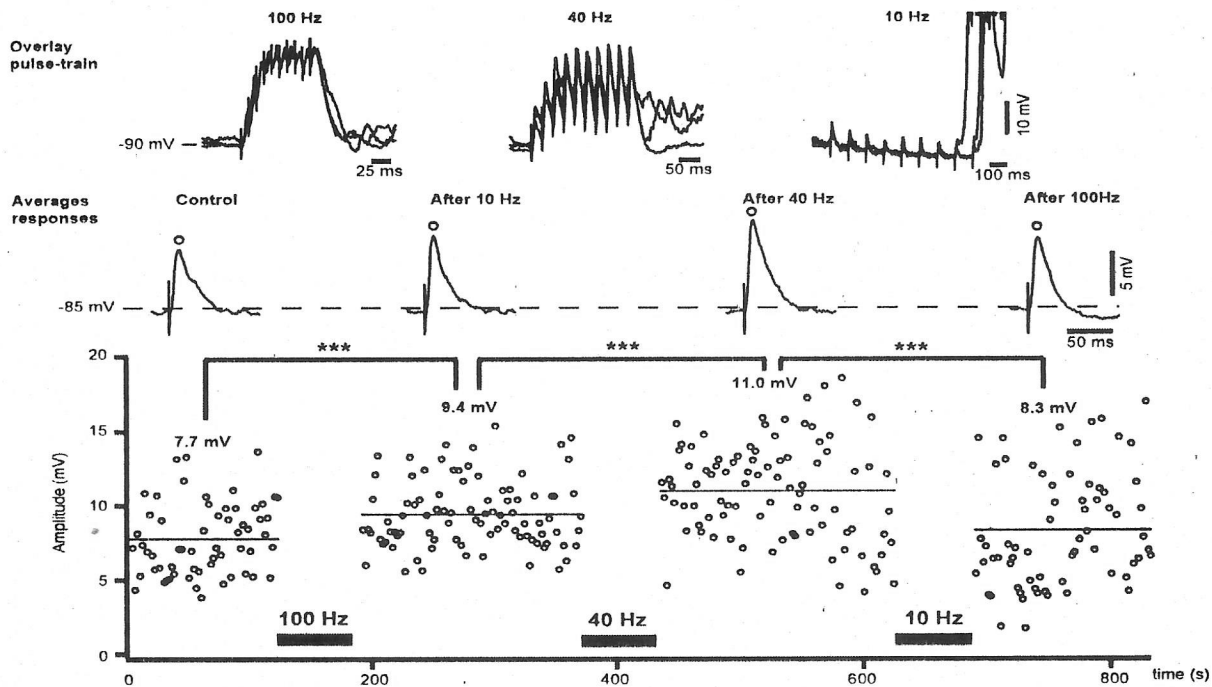 100 Hz
40 Hz
10 Hz
Overlay
pulse-train
-90 mV
25 ms
50 ms
100 ms
10 mV
Averages
responses
Control
After 10 Hz
After 40 Hz
After 100Hz
-85 mV
5 mV
50 ms
***
***
***
Amplitude (mV)
20
15
10
5
0
7.7 mV
9.4 mV
11.0 mV
8.3 mV
100 Hz
40 Hz
10 Hz
200
400
600
800
time (s)